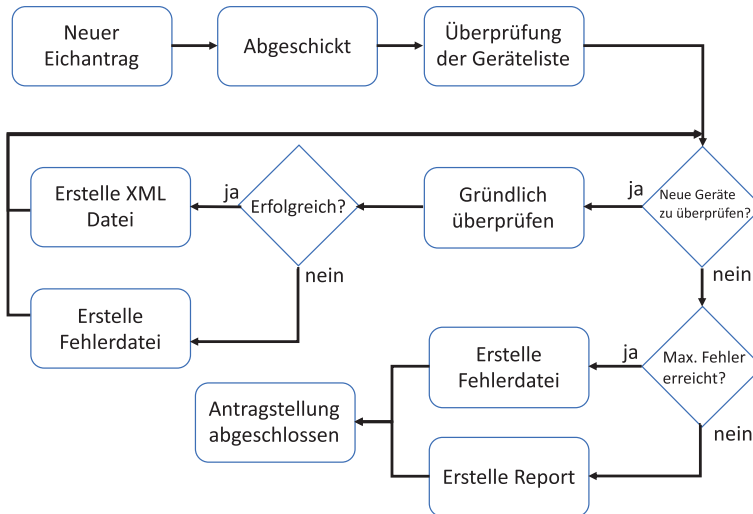 Neuer
Eichantrag
Abgeschickt
Überprüfung
der Geräteliste
Erstelle XML
Datei
ja
Erfolgreich?
nein
Gründlich
überprüfen
ja
Neue Geräte
zu überprüfen?
nein
Erstelle
Fehlerdatei
Erstelle
Fehlerdatei
ja
Max. Fehler
erreicht?
nein
Antragstellung
abgeschlossen
Erstelle Report